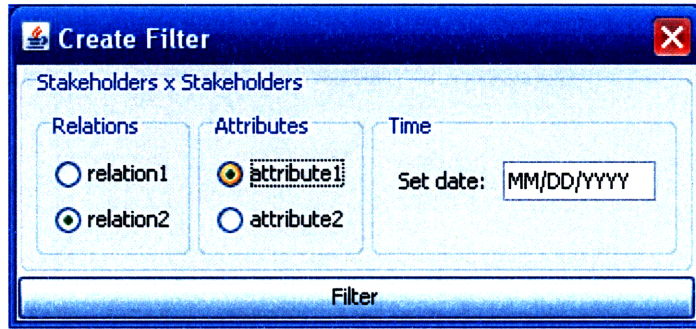 Create Filter
Stakeholders x Stakeholders
Relations
relation1
relation2
Attributes
attribute1
attribute2
Time
Set date: MM/DD/YYYY
Filter